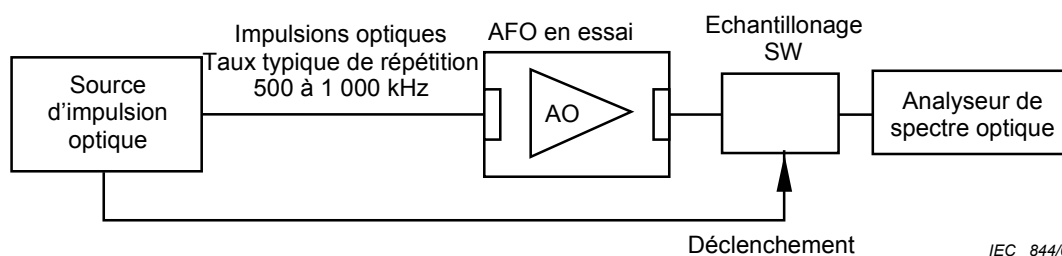 Impulsions optiques
Taux typique de répétition
500 à 1 000 kHz
AFO en essai
Echantillonage
SW
Source
d’impulsion
optique
AO
Analyseur de
spectre optique
Déclenchement
IEC 844/